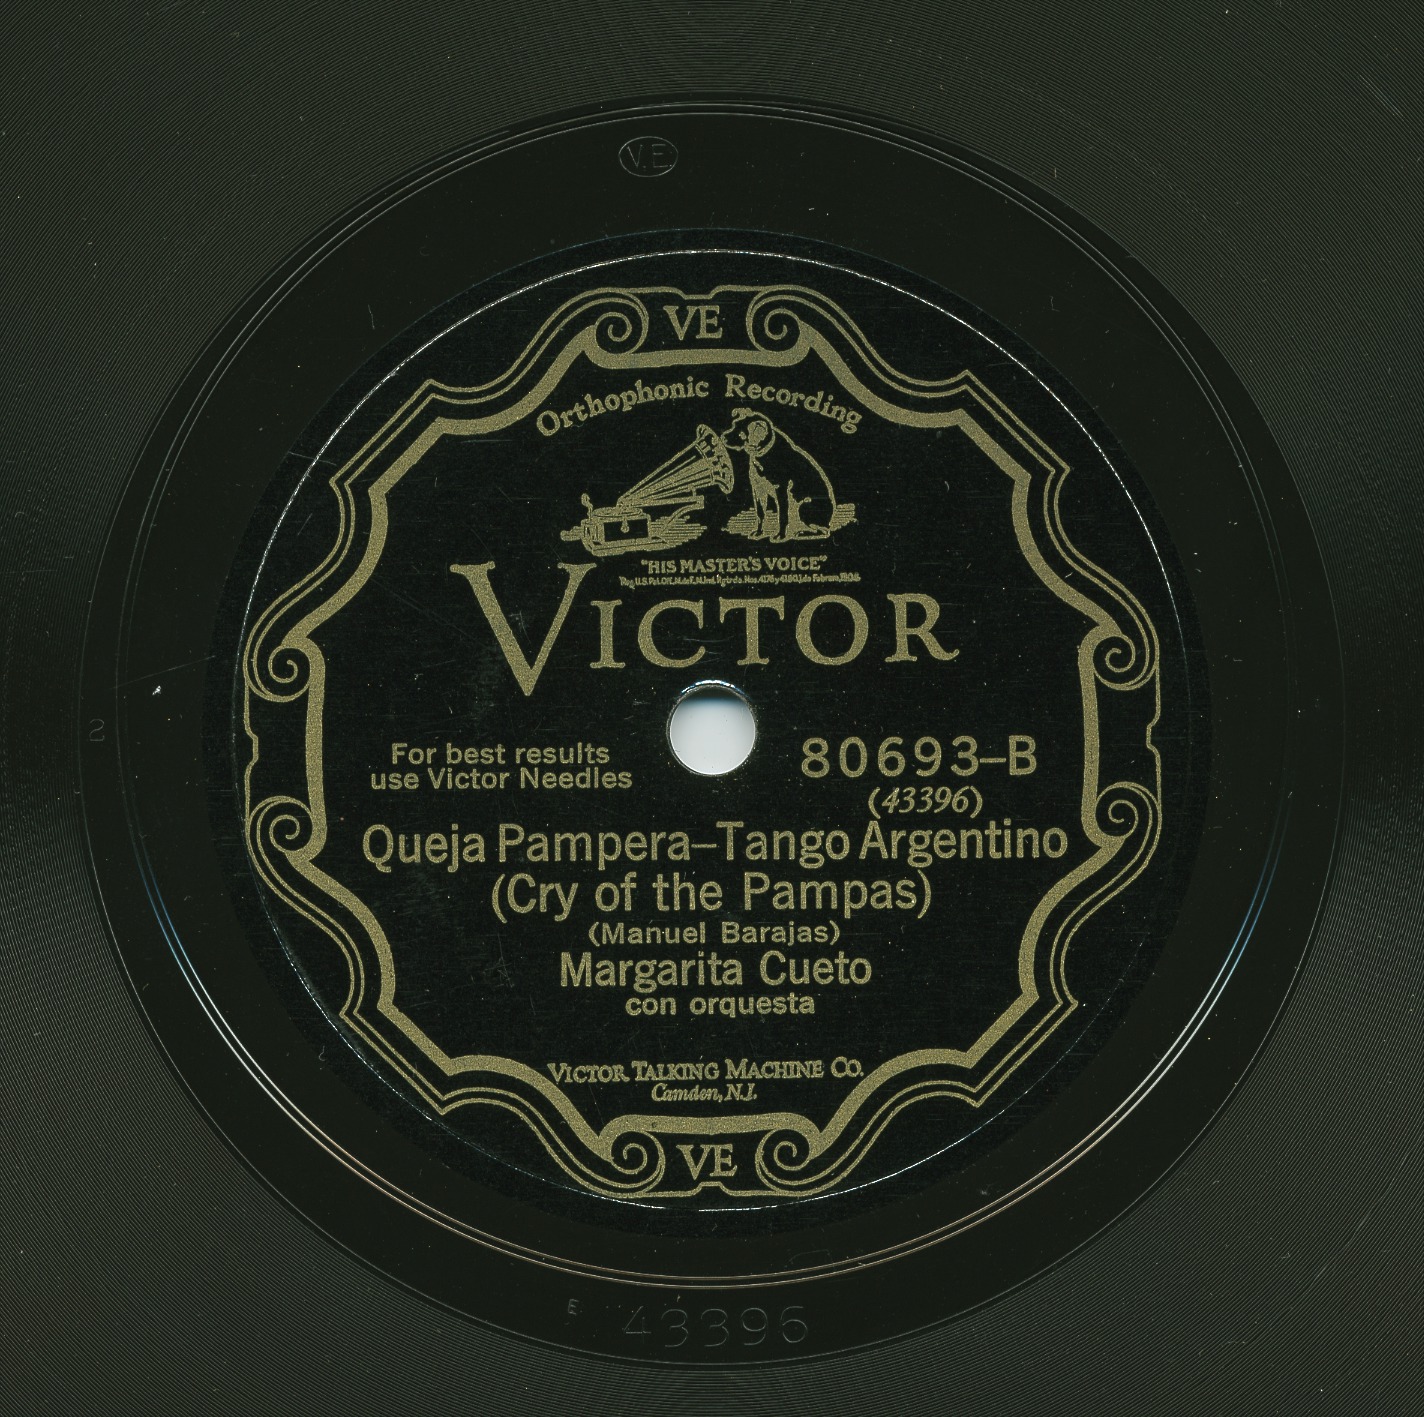 V.E.
VE
Orthophonic Recording
"HIS MASTER'S VOICE"
VICTOR
For best results
use Victor Needles
80693–B
(43396)
Queja Pampera–Tango Argentino
(Cry of the Pampas)
(Manuel Barajas)
Margarita Cueto
con orquesta
VICTOR TALKING MACHINE CO.
Camden, N.J.
VE
2
E 43396